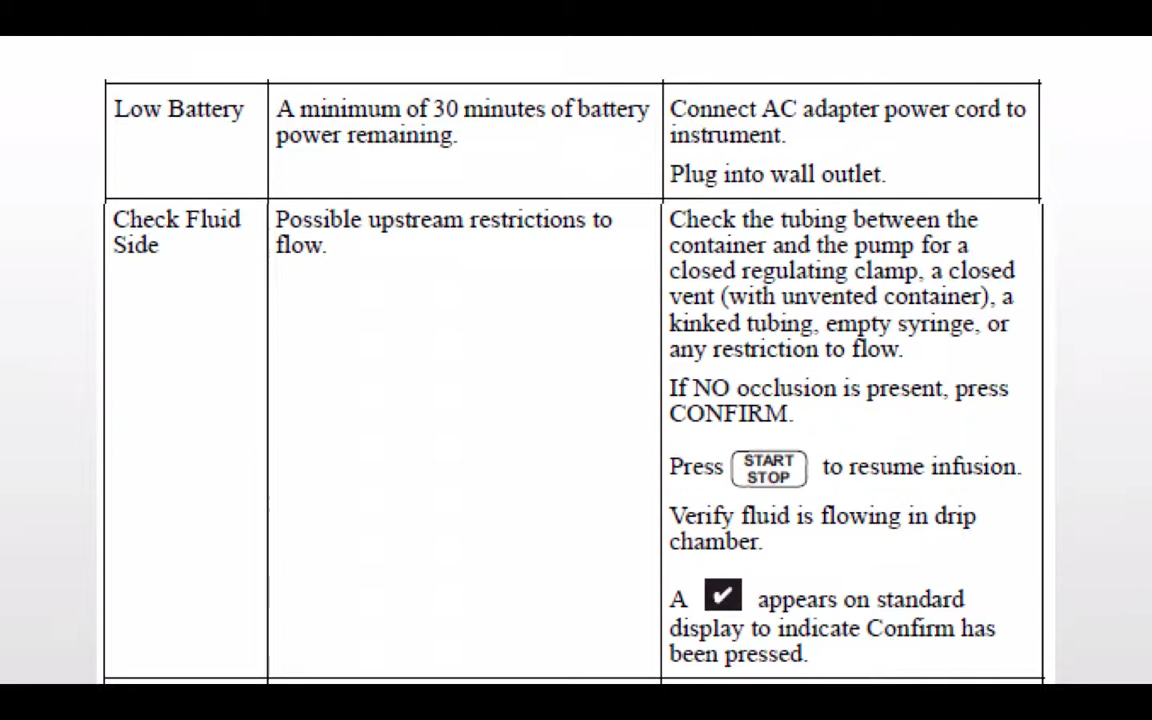 Low Battery
A minimum of 30 minutes of battery
power remaining.
Connect AC adapter power cord to
instrument.
Plug into wall outlet.
Check Fluid
Side
Possible upstream restrictions to
flow.
Check the tubing between the
container and the pump for a
closed regulating clamp, a closed
vent (with unvented container), a
kinked tubing, empty syringe, or
any restriction to flow.
If NO occlusion is present, press
CONFIRM.
Press START STOP to resume infusion.
Verify fluid is flowing in drip
chamber.
A ✔ appears on standard
display to indicate Confirm has
been pressed.